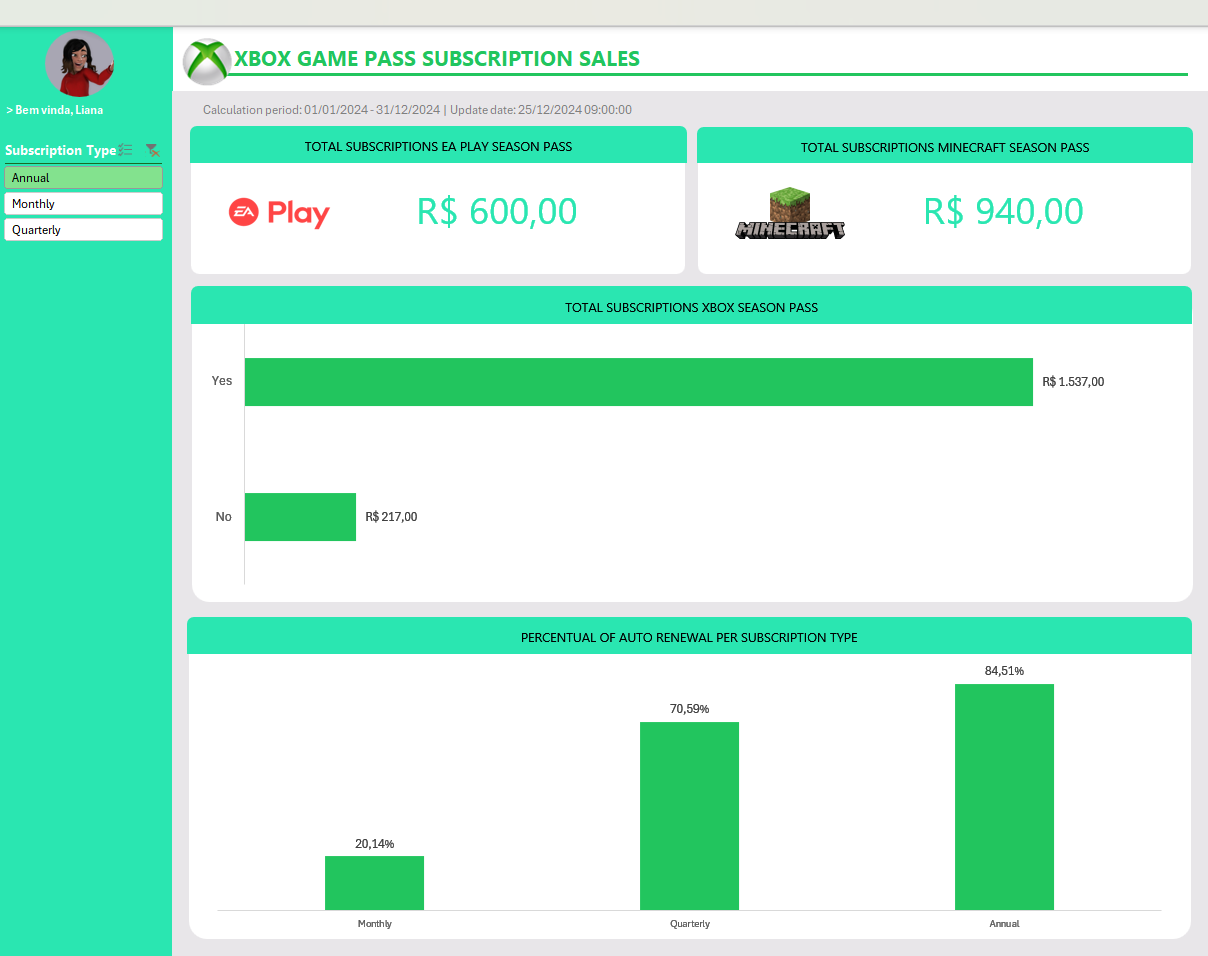 XBOX GAME PASS SUBSCRIPTION SALES
> Bem vinda, Liana
Calculation period: 01/01/2024 - 31/12/2024 | Update date: 25/12/2024 09:00:00
Subscription Type
Annual
Monthly
Quarterly
TOTAL SUBSCRIPTIONS EA PLAY SEASON PASS
EA Play
R$ 600,00
TOTAL SUBSCRIPTIONS MINECRAFT SEASON PASS
MINECRAFT
R$ 940,00
TOTAL SUBSCRIPTIONS XBOX SEASON PASS
Yes
R$ 1.537,00
No
R$ 217,00
PERCENTUAL OF AUTO RENEWAL PER SUBSCRIPTION TYPE
20,14%
70,59%
84,51%
Monthly
Quarterly
Annual